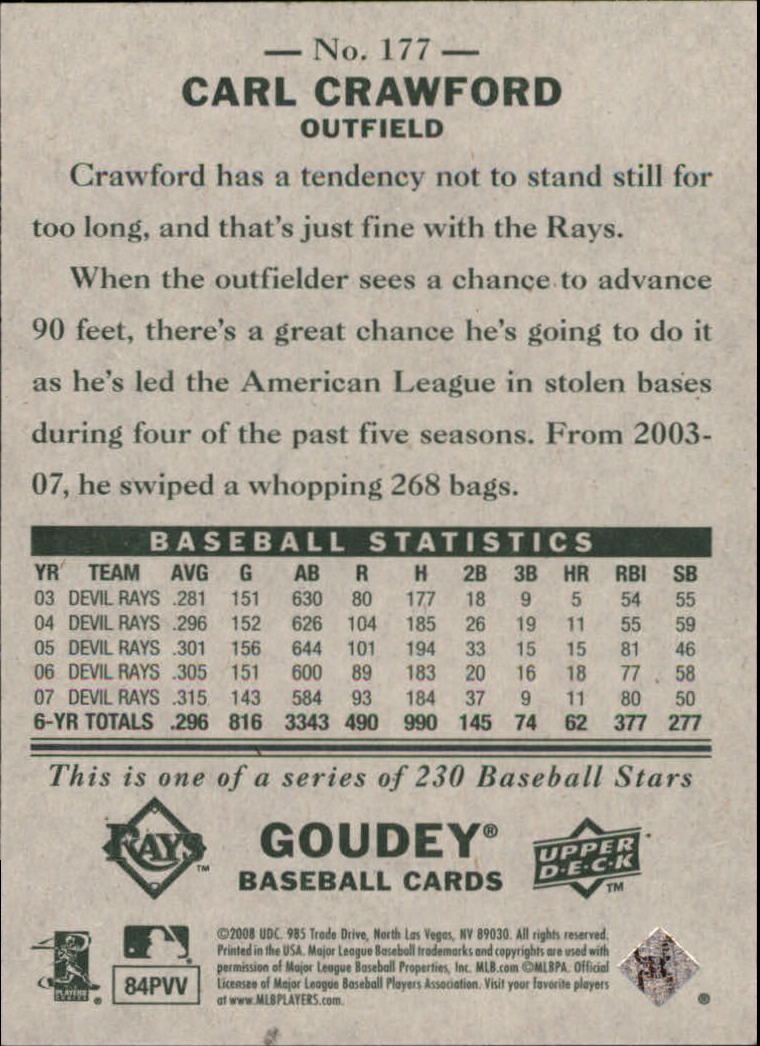 — No. 177 —
CARL CRAWFORD
OUTFIELD
Crawford has a tendency not to stand still for
too long, and that's just fine with the Rays.
When the outfielder sees a chance to advance
90 feet, there's a great chance he's going to do it
as he's led the American League in stolen bases
during four of the past five seasons. From 2003-
07, he swiped a whopping 268 bags.
BASEBALL STATISTICS
YR TEAM AVG G AB R H 2B 3B HR RBI SB
03 DEVIL RAYS .281 151 630 80 177 18 9 5 54 55
04 DEVIL RAYS .296 152 626 104 185 26 19 11 55 59
05 DEVIL RAYS .301 156 644 101 194 33 15 15 81 46
06 DEVIL RAYS .305 151 600 89 183 20 16 18 77 58
07 DEVIL RAYS .315 143 584 93 184 37 9 11 80 50
6-YR TOTALS .296 816 3343 490 990 145 74 62 377 277
This is one of a series of 230 Baseball Stars
RAYS™
GOUDEY®
BASEBALL CARDS
UPPER
D·E·C·K™
PLAYERS
CHOICE®
84PVV
©2008 UDC. 985 Trade Drive, North Las Vegas, NV 89030. All rights reserved.
Printed in the USA. Major League Baseball trademarks and copyrights are used with
permission of Major League Baseball Properties, Inc. MLB.com ©MLBPA. Official
Licensee of Major League Baseball Players Association. Visit your favorite players
at www.MLBPLAYERS.com.
®